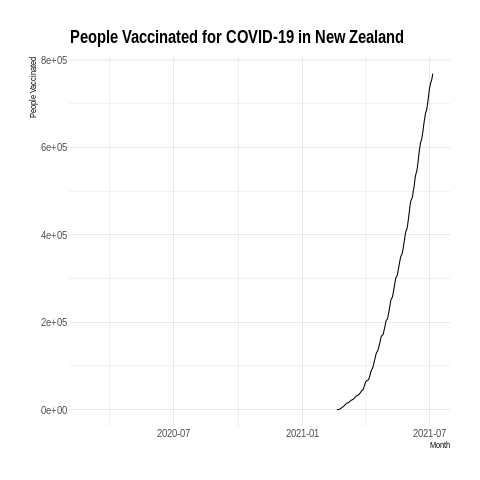 People Vaccinated for COVID-19 in New Zealand
People Vaccinated
8e+05
6e+05
4e+05
2e+05
0e+00
2020-07
2021-01
2021-07
Month